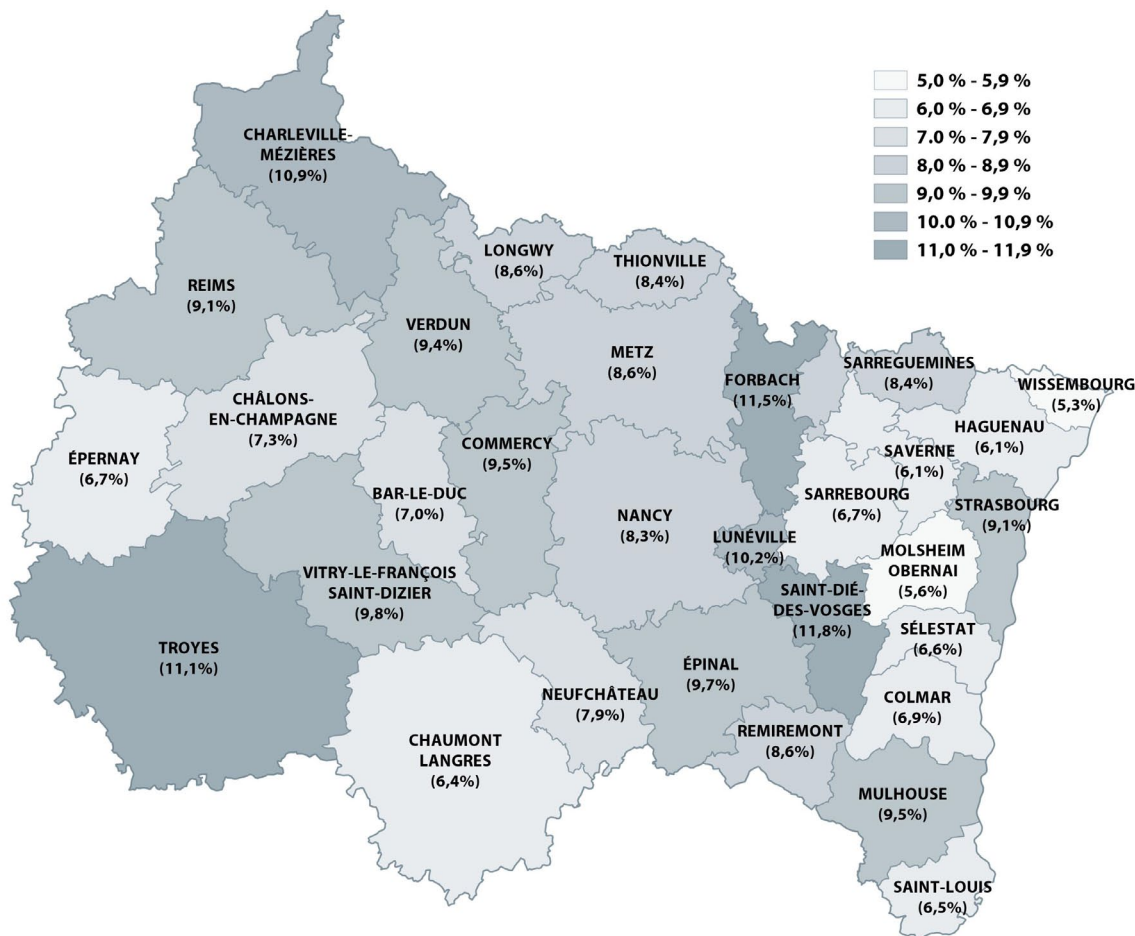 5,0 % - 5,9 %
6,0 % - 6,9 %
7.0 % - 7,9 %
8,0 % - 8,9 %
9,0 % - 9,9 %
10.0 % - 10,9 %
11,0 % - 11,9 %
CHARLEVILLE-
MÉZIÈRES
(10,9%)
REIMS
(9,1%)
LONGWY
(8,6%)
THIONVILLE
(8,4%)
VERDUN
(9,4%)
METZ
(8,6%)
FORBACH
(11,5%)
SARREGUEMINES
(8,4%)
WISSEMBOURG
(5,3%)
HAGUENAU
(6,1%)
CHÂLONS-
EN-CHAMPAGNE
(7,3%)
ÉPERNAY
(6,7%)
COMMERCY
(9,5%)
SAVERNE
(6,1%)
BAR-LE-DUC
(7,0%)
SARREBOURG
(6,7%)
STRASBOURG
(9,1%)
NANCY
(8,3%)
LUNÉVILLE
(10,2%)
MOLSHEIM
OBERNAI
(5,6%)
VITRY-LE-FRANÇOIS
SAINT-DIZIER
(9,8%)
SAINT-DIÉ-
DES-VOSGES
(11,8%)
SÉLESTAT
(6,6%)
TROYES
(11,1%)
ÉPINAL
(9,7%)
NEUFCHÂTEAU
(7,9%)
COLMAR
(6,9%)
REMIREMONT
(8,6%)
CHAUMONT
LANGRES
(6,4%)
MULHOUSE
(9,5%)
SAINT-LOUIS
(6,5%)